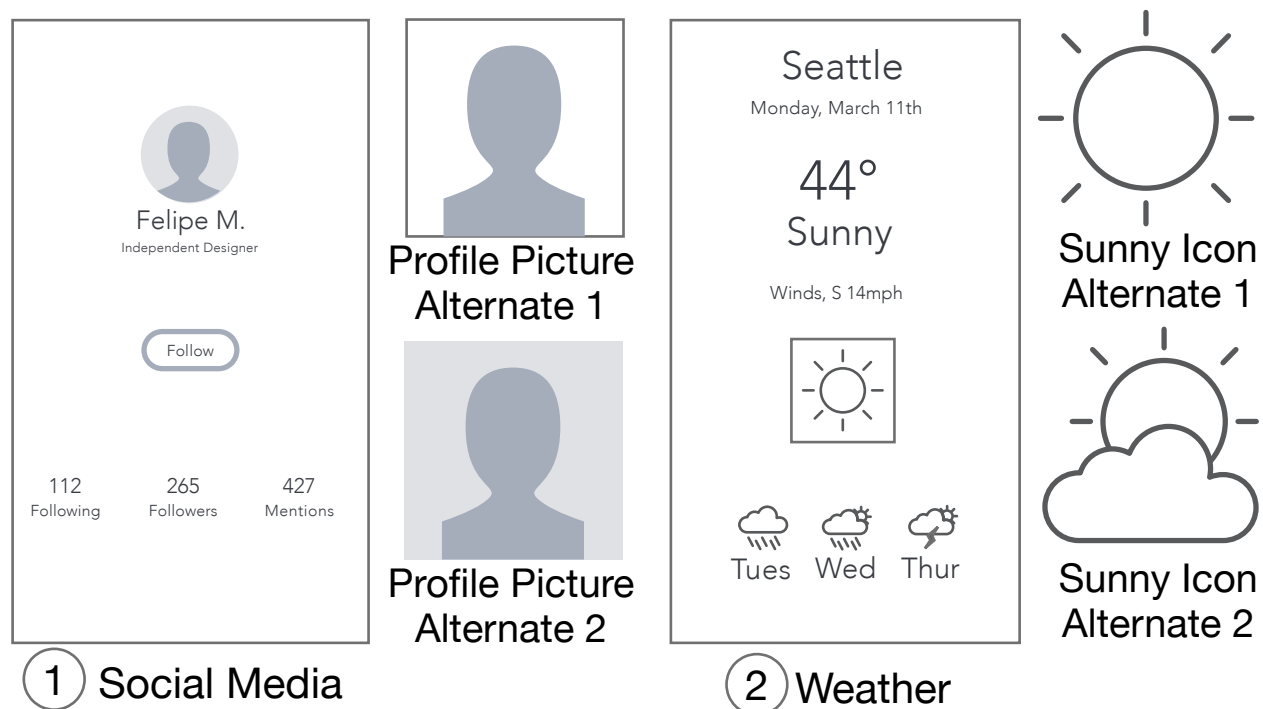 Felipe M.
Independent Designer
Follow
112 265 427
Following Followers Mentions
1 Social Media
Profile Picture
Alternate 1
Profile Picture
Alternate 2
Seattle
Monday, March 11th
44°
Sunny
Winds, S 14mph
Tues Wed Thur
2 Weather
Sunny Icon
Alternate 1
Sunny Icon
Alternate 2